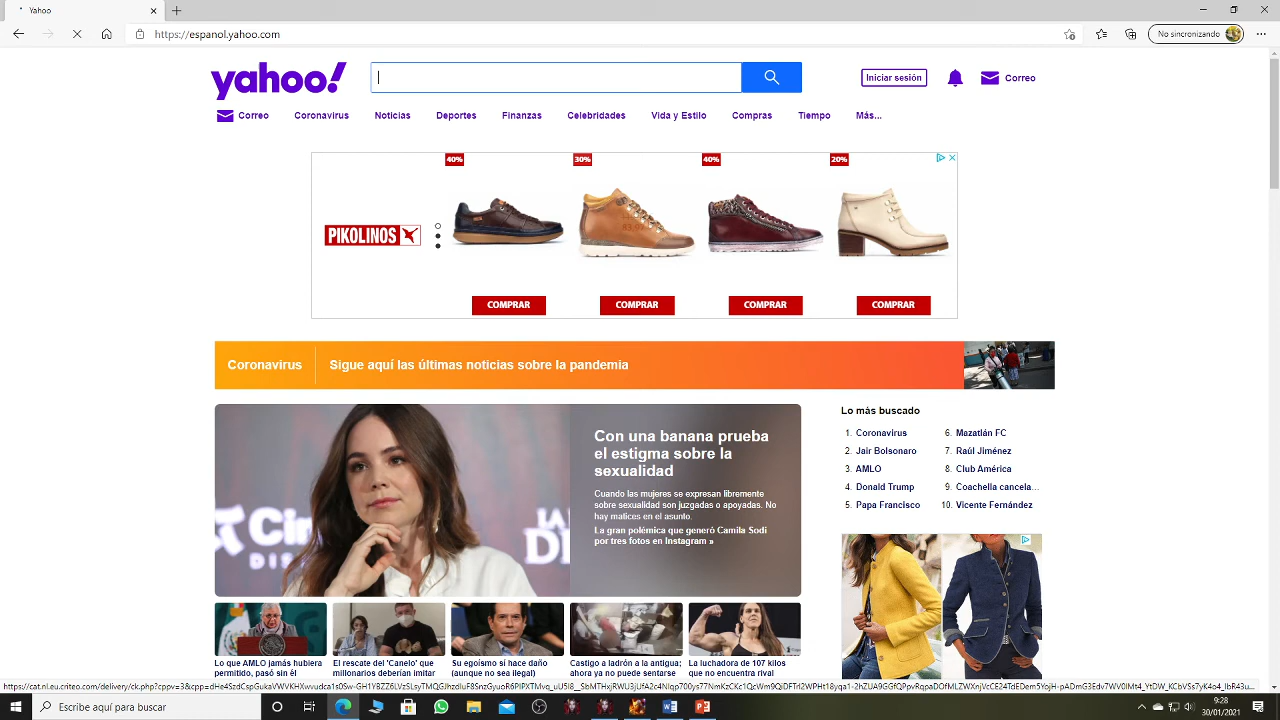 Yahoo
https://espanol.yahoo.com
No sincronizando
yahoo!
Iniciar sesión
Correo
Correo Coronavirus Noticias Deportes Finanzas Celebridades Vida y Estilo Compras Tiempo Más...
40% 30% 40% 20%
PIKOLINOS
COMPRAR COMPRAR COMPRAR COMPRAR
Coronavirus Sigue aquí las últimas noticias sobre la pandemia
Con una banana prueba
el estigma sobre la
sexualidad
Cuando las mujeres se expresan libremente
sobre sexualidad son juzgadas o apoyadas. No
hay matices en el asunto.
La gran polémica que generó Camila Sodi
por tres fotos en Instagram »
Lo más buscado
1. Coronavirus
2. Jair Bolsonaro
3. AMLO
4. Donald Trump
5. Papa Francisco
6. Mazatlán FC
7. Raúl Jiménez
8. Club América
9. Coachella cancela...
10. Vicente Fernández
Lo que AMLO jamás hubiera
permitido, pasó sin él
El rescate del 'Canelo' que
millonarios deberían imitar
Su egoísmo sí hace daño
(aunque no sea ilegal)
Castigo a ladrón a la antigua;
ahora ya no puede sentarse
La luchadora de 107 kilos
que no encuentra rival
Escribe aquí para buscar
9:28
30/01/2021